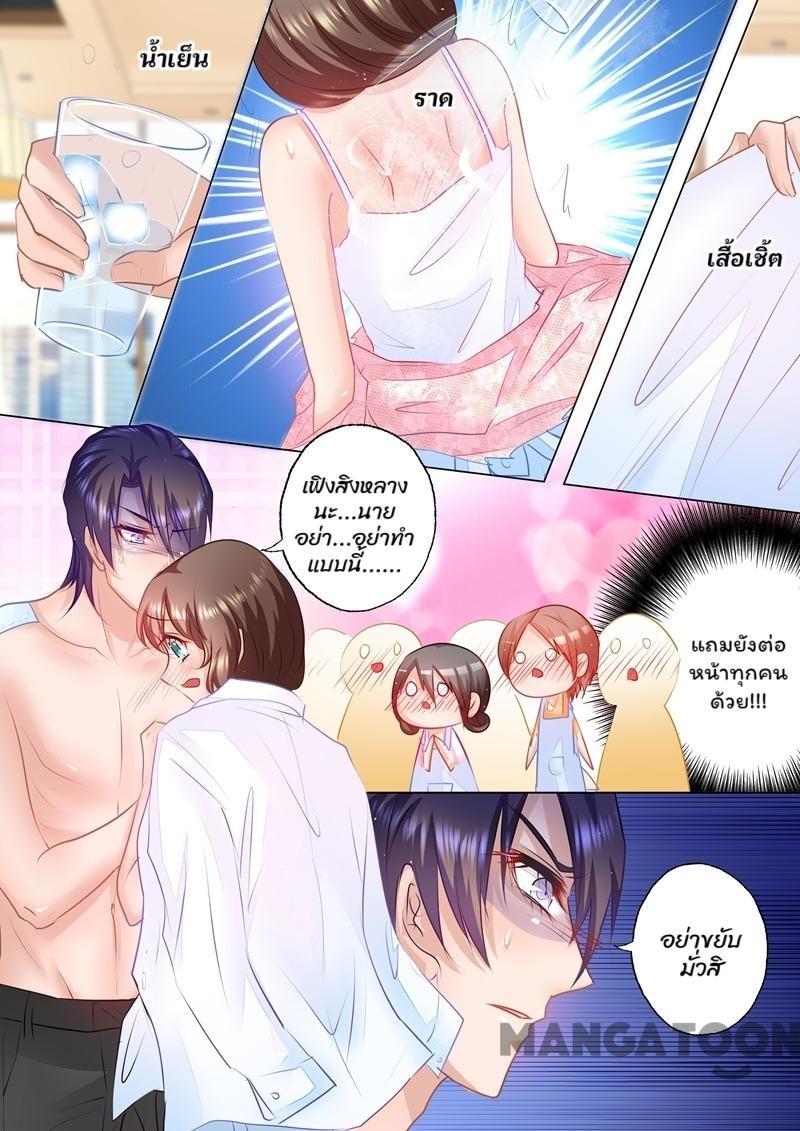 น้ำเย็น
ราด
เสื้อเชิ้ต
เฟิงสิงหลาง
นะ...นาย
อย่า...อย่าทำ
แบบนี้......
แถมยังต่อ
หน้าทุกคน
ด้วย!!!
อย่าขยับ
มั่วสิ
MANGATOON